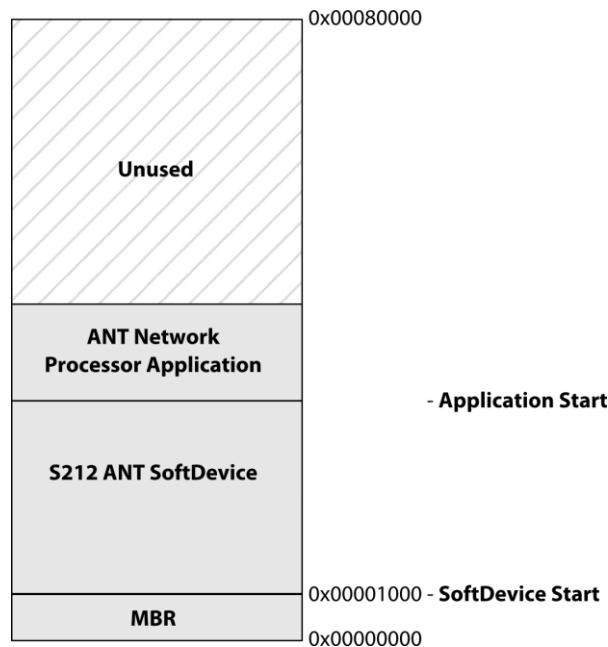 0x00080000
Unused
ANT Network
Processor Application
- Application Start
S212 ANT SoftDevice
0x00001000 - SoftDevice Start
MBR
0x00000000